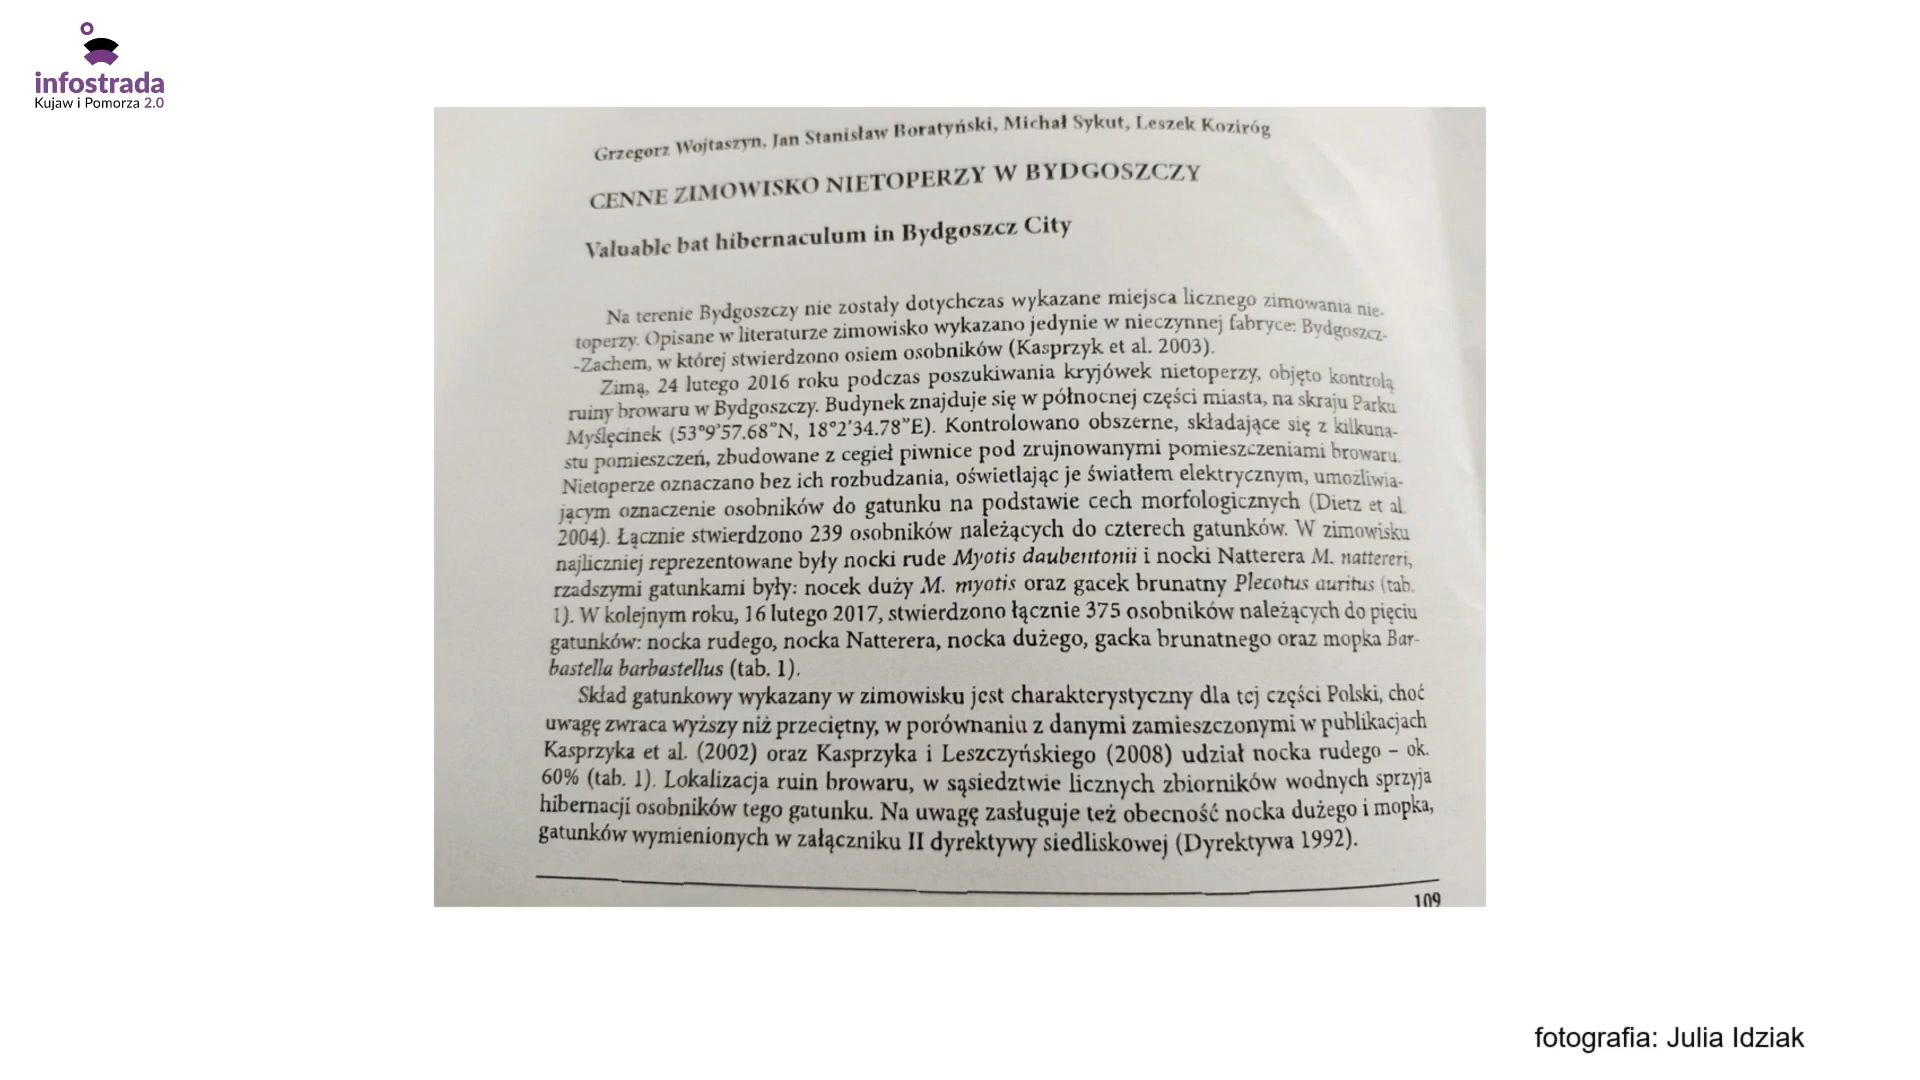 infostrada
Kujaw i Pomorza 2.0
Grzegorz Wojtaszyn, Jan Stanisław Boratyński, Michał Sykut, Leszek Koziróg
CENNE ZIMOWISKO NIETOPERZY W BYDGOSZCZY
Valuable bat hibernaculum in Bydgoszcz City
Na terenie Bydgoszczy nie zostały dotychczas wykazane miejsca licznego zimowania nie-
toperzy. Opisane w literaturze zimowisko wykazano jedynie w nieczynnej fabryce: Bydgoszcz-
-Zachem, w której stwierdzono osiem osobników (Kasprzyk et al. 2003).
Zimą, 24 lutego 2016 roku podczas poszukiwania kryjówek nietoperzy, objęto kontrolą
ruiny browaru w Bydgoszczy. Budynek znajduje się w północnej części miasta, na skraju Parku
Myślęcinek (53°9’57.68”N, 18°2’34.78”E). Kontrolowano obszerne, składające się z kilkuna-
stu pomieszczeń, zbudowane z cegieł piwnice pod zrujnowanymi pomieszczeniami browaru.
Nietoperze oznaczano bez ich rozbudzania, oświetlając je światłem elektrycznym, umożliwia-
jącym oznaczenie osobników do gatunku na podstawie cech morfologicznych (Dietz et al.
2004). Łącznie stwierdzono 239 osobników należących do czterech gatunków. W zimowisku
najliczniej reprezentowane były nocki rude Myotis daubentonii i nocki Natterera M. nattereri,
rzadszymi gatunkami były: nocek duży M. myotis oraz gacek brunatny Plecotus auritus (tab.
1). W kolejnym roku, 16 lutego 2017, stwierdzono łącznie 375 osobników należących do pięciu
gatunków: nocka rudego, nocka Natterera, nocka dużego, gacka brunatnego oraz mopka Bar-
bastella barbastellus (tab. 1).
Skład gatunkowy wykazany w zimowisku jest charakterystyczny dla tej części Polski, choć
uwagę zwraca wyższy niż przeciętny, w porównaniu z danymi zamieszczonymi w publikacjach
Kasprzyka et al. (2002) oraz Kasprzyka i Leszczyńskiego (2008) udział nocka rudego – ok.
60% (tab. 1). Lokalizacja ruin browaru, w sąsiedztwie licznych zbiorników wodnych sprzyja
hibernacji osobników tego gatunku. Na uwagę zasługuje też obecność nocka dużego i mopka,
gatunków wymienionych w załączniku II dyrektywy siedliskowej (Dyrektywa 1992).
109
fotografia: Julia Idziak